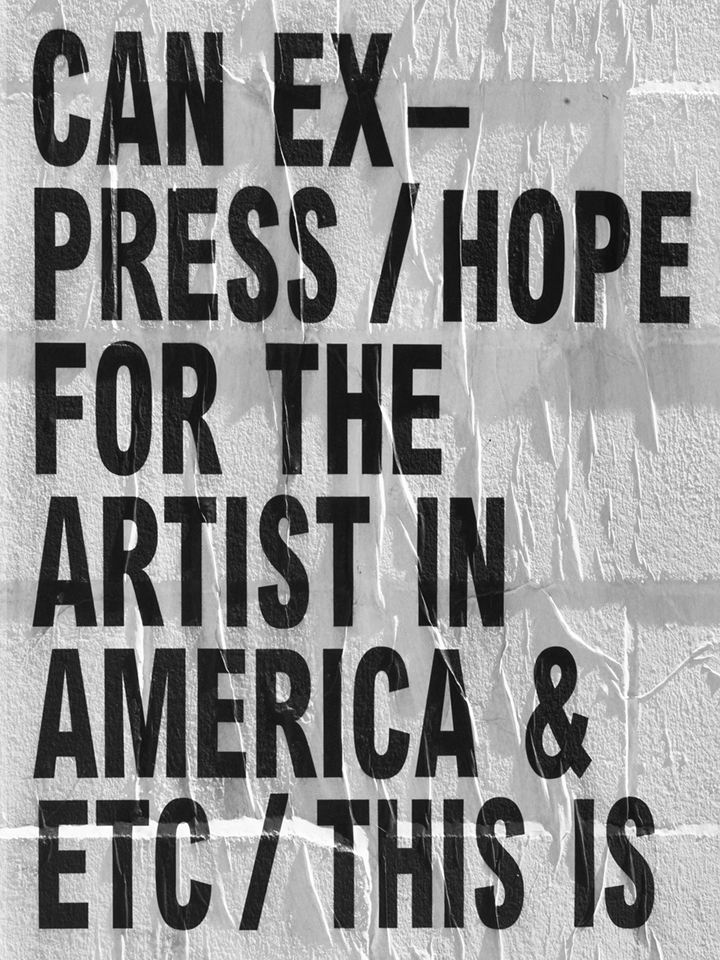 CAN EX–
PRESS / HOPE
FOR THE
ARTIST IN
AMERICA &
ETC / THIS IS